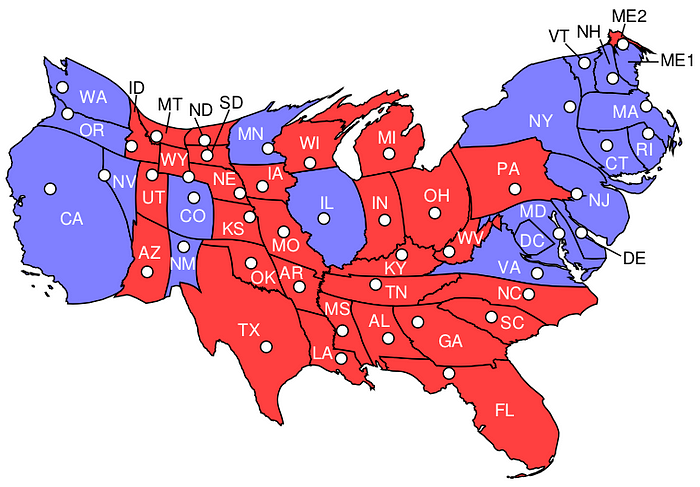 ME2
NH
VT
ME1
ID
MT
ND
SD
WA
OR
MN
WI
MI
NY
MA
RI
CT
WY
NE
IA
PA
NV
UT
CO
IL
IN
OH
NJ
CA
KS
MO
WV
MD
DC
DE
AZ
NM
OK
AR
KY
VA
TN
NC
TX
MS
AL
SC
GA
LA
FL